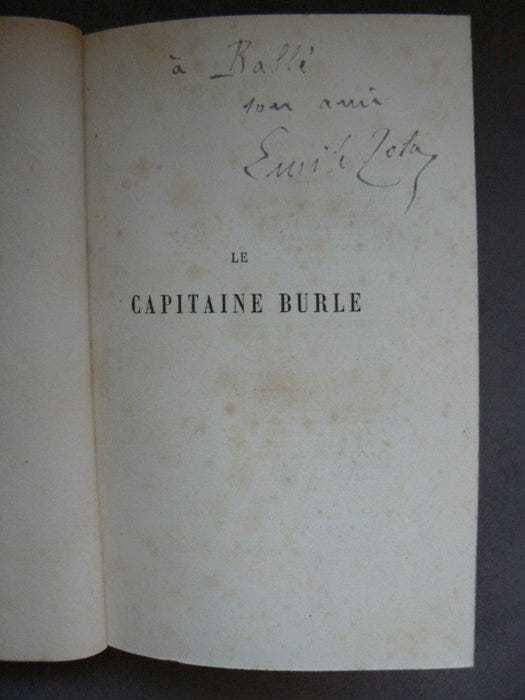 à Ballé
son ami
Emile Zola
LE
CAPITAINE BURLE